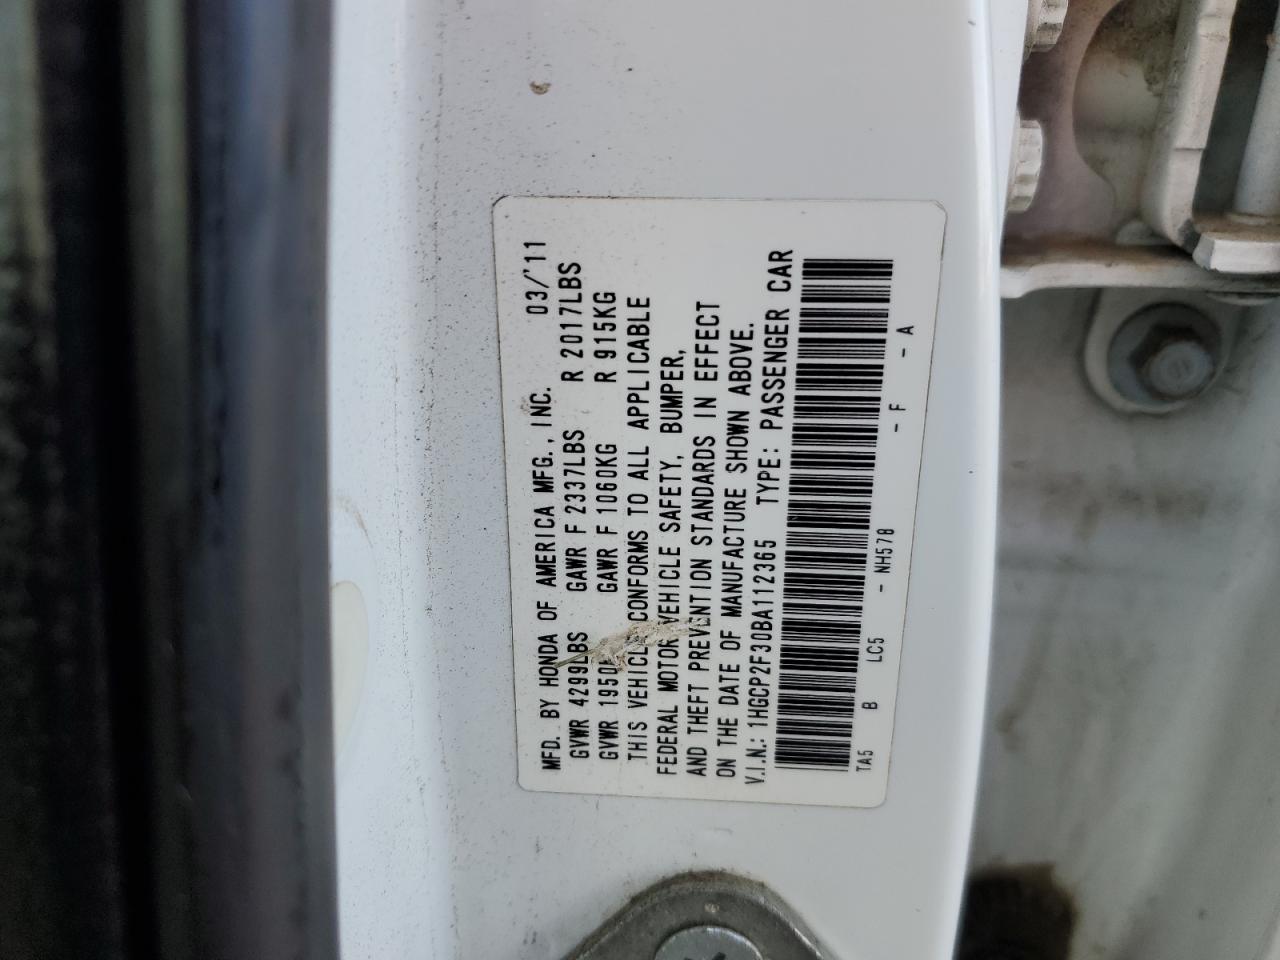 MFD. BY HONDA OF AMERICA MFG., INC. 03/'11
GVWR 4299LBS GAWR F 2337LBS R 2017LBS
GVWR 1950 GAWR F 1060KG R 915KG
THIS VEHICLE CONFORMS TO ALL APPLICABLE
FEDERAL MOTOR VEHICLE SAFETY, BUMPER,
AND THEFT PREVENTION STANDARDS IN EFFECT
ON THE DATE OF MANUFACTURE SHOWN ABOVE.
V.I.N.: 1HGCP2F30BA112365 TYPE: PASSENGER CAR
TA5 B LC5 - NH578 - F - A